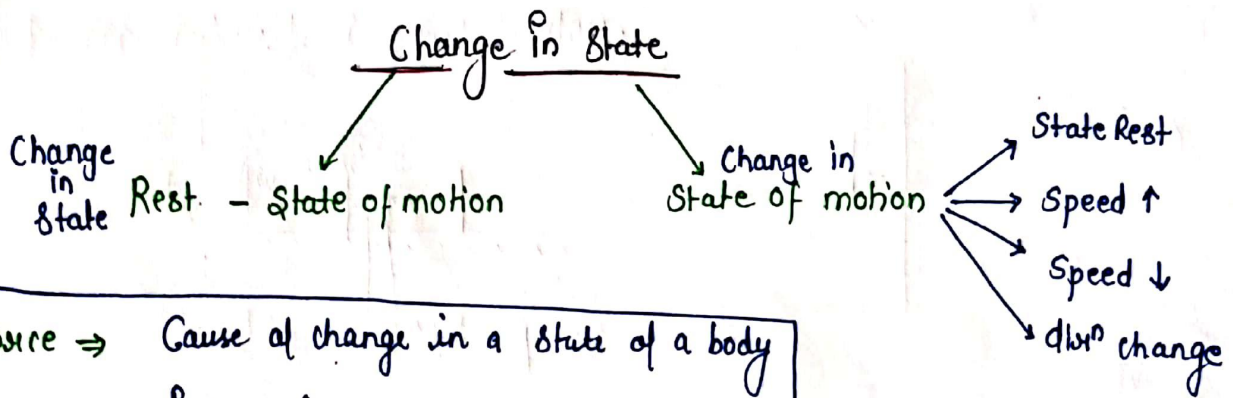 Change in State
Change
in
State
Rest - State of motion
Change in
State of motion
State Rest
Speed ↑
Speed ↓
dirn change
⇒ Cause of change in a state of a body